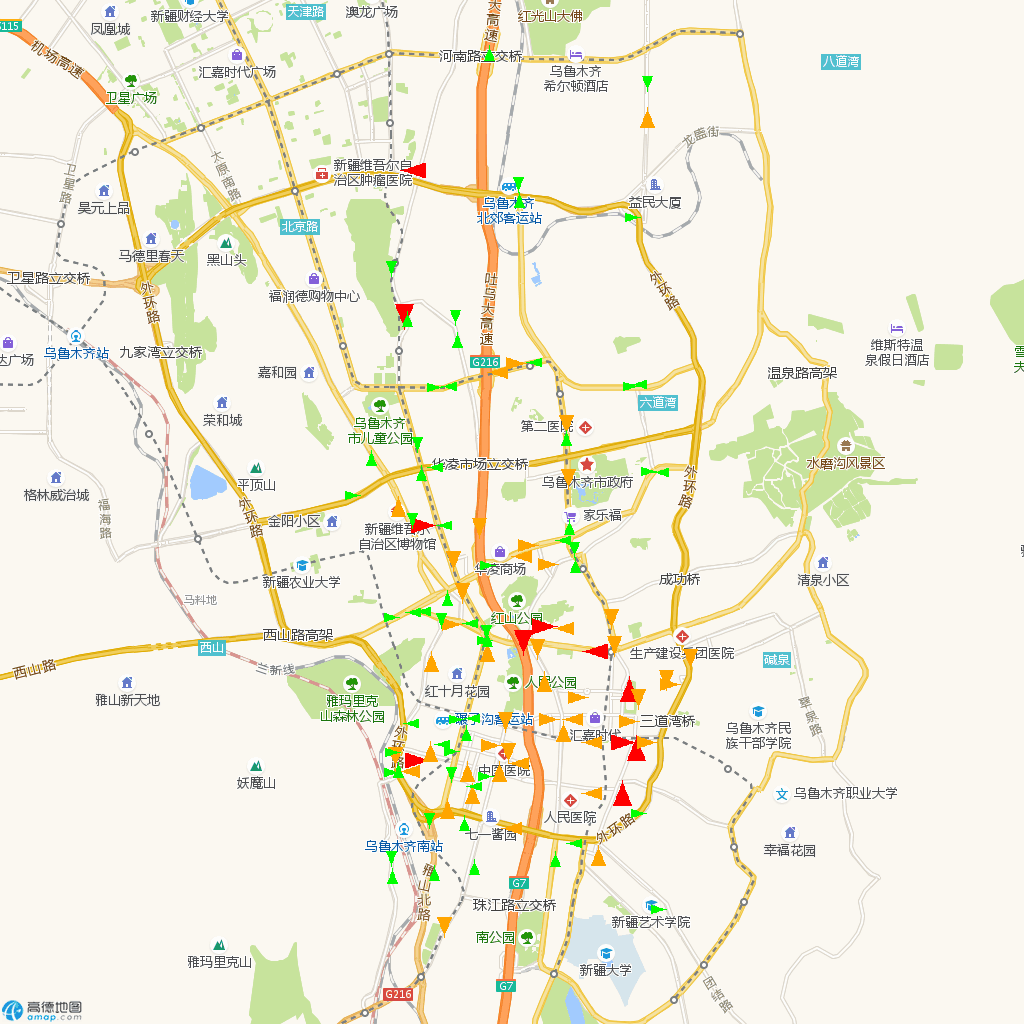 凤凰城
新疆财经大学
天津路
澳龙广场
天高速
红光山大佛
S115
机场高速
汇嘉时代广场
河南路立交桥
八道湾
乌鲁木齐
希尔顿酒店
卫星广场
龙盛街
太原南路
卫星路
新疆维吾尔自
治区肿瘤医院
昊元上品
乌鲁木齐
北郊客运站
益民大厦
北京路
马德里春天
黑山头
卫星路立交桥
外环路
福润德购物中心
吐乌大高速
外环路
达广场
乌鲁木齐站
九家湾立交桥
G216
维斯特温
泉假日酒店
嘉和园
温泉路高架
荣和城
六道湾
乌鲁木齐
市儿童公园
第二医院
水磨沟风景区
华凌市场立交桥
平顶山
乌鲁木齐市政府
外环路
格林威治城
福海路
外环路
金阳小区
家乐福
新疆维吾尔
自治区博物馆
华凌商场
新疆农业大学
成功桥
清泉小区
马料地
红山公园
西山路高架
西山
生产建设兵团医院
碱泉
西山路
兰新线
雅山新天地
红十月花园
人民公园
雅玛里克
山森林公园
翠泉路
碾子沟客运站
三道湾桥
汇嘉时代
乌鲁木齐民
族干部学院
外环路
中医医院
妖魔山
乌鲁木齐职业大学
人民医院
七一酱园
外环路
乌鲁木齐南站
幸福花园
雅山北路
G7
珠江路立交桥
新疆艺术学院
南公园
雅玛里克山
新疆大学
G7
G216
团结路
高德地图
amap.com